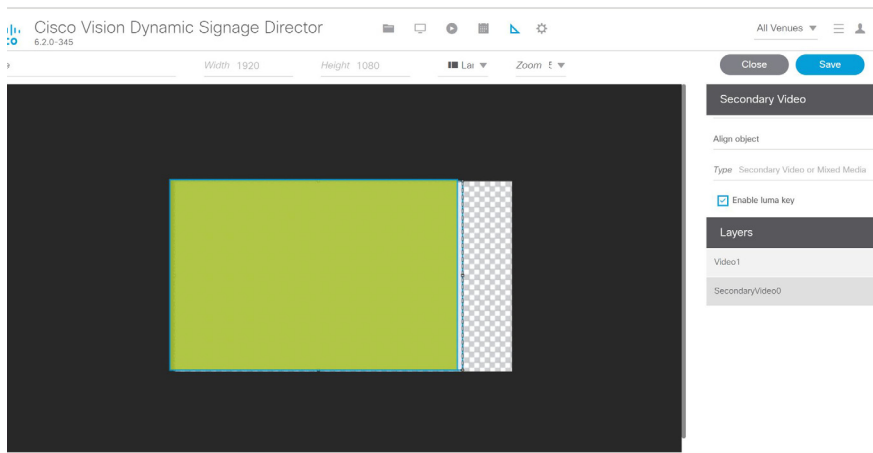 Cisco Vision Dynamic Signage Director
6.2.0-345
All Venues
Width 1920 Height 1080 Zoom
Close Save
Secondary Video
Align object
Type Secondary Video or Mixed Media
Enable luma key
Layers
Video1
SecondaryVideo0